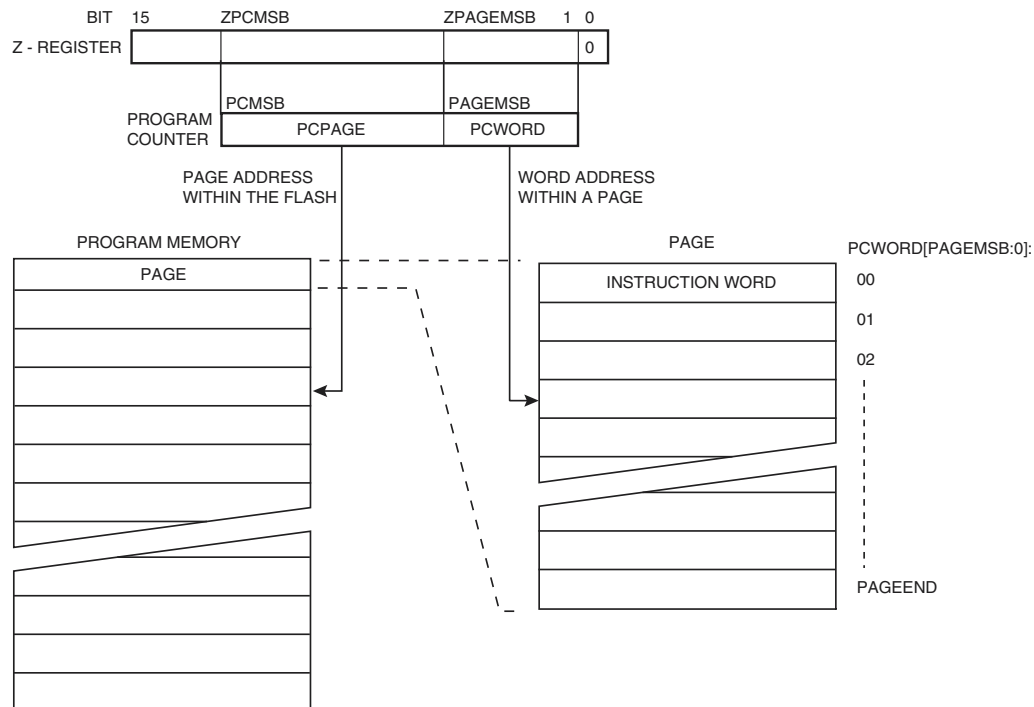 BIT 15 ZPCMSB ZPAGEMSB 1 0
Z - REGISTER 0
PCMSB PAGEMSB
PROGRAM
COUNTER
PCPAGE PCWORD
PAGE ADDRESS
WITHIN THE FLASH
WORD ADDRESS
WITHIN A PAGE
PROGRAM MEMORY
PAGE
PAGE
INSTRUCTION WORD
PCWORD[PAGEMSB:0]:
00
01
02
PAGEEND